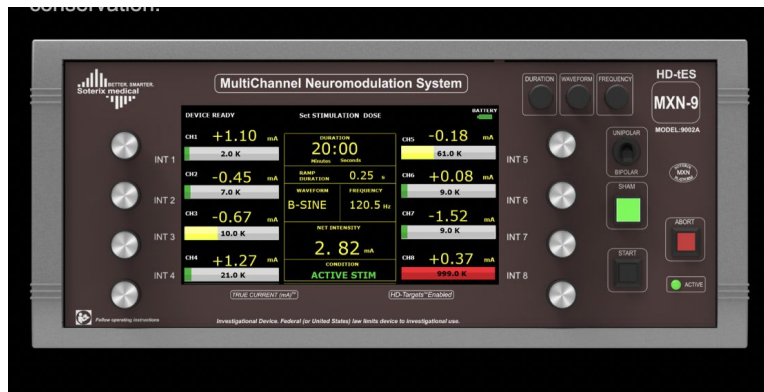 conservation.
BETTER. SMARTER.
Soterix medical
MultiChannel Neuromodulation System
DURATION
WAVEFORM
FREQUENCY
HD-tES
MXN-9
MODEL:9002A
DEVICE READY
Set STIMULATION DOSE
BATTERY
CH1 +1.10 mA
2.0 K
CH2 -0.45 mA
7.0 K
CH3 -0.67 mA
10.0 K
CH4 +1.27 mA
21.0 K
DURATION
20:00
Minutes Seconds
RAMP DURATION 0.25 s
WAVEFORM
B-SINE
FREQUENCY
120.5 Hz
NET INTENSITY
2. 82 mA
CONDITION
ACTIVE STIM
CH5 -0.18 mA
61.0 K
CH6 +0.08 mA
9.0 K
CH7 -1.52 mA
9.0 K
CH8 +0.37 mA
999.0 K
INT 1
INT 2
INT 3
INT 4
INT 5
INT 6
INT 7
INT 8
UNIPOLAR
BIPOLAR
SHAM
START
MXN
PLATFORM
ABORT
ACTIVE
TRUE CURRENT (mA)™
HD-Targets™Enabled
Follow operating instructions
Investigational Device. Federal (or United States) law limits device to investigational use.